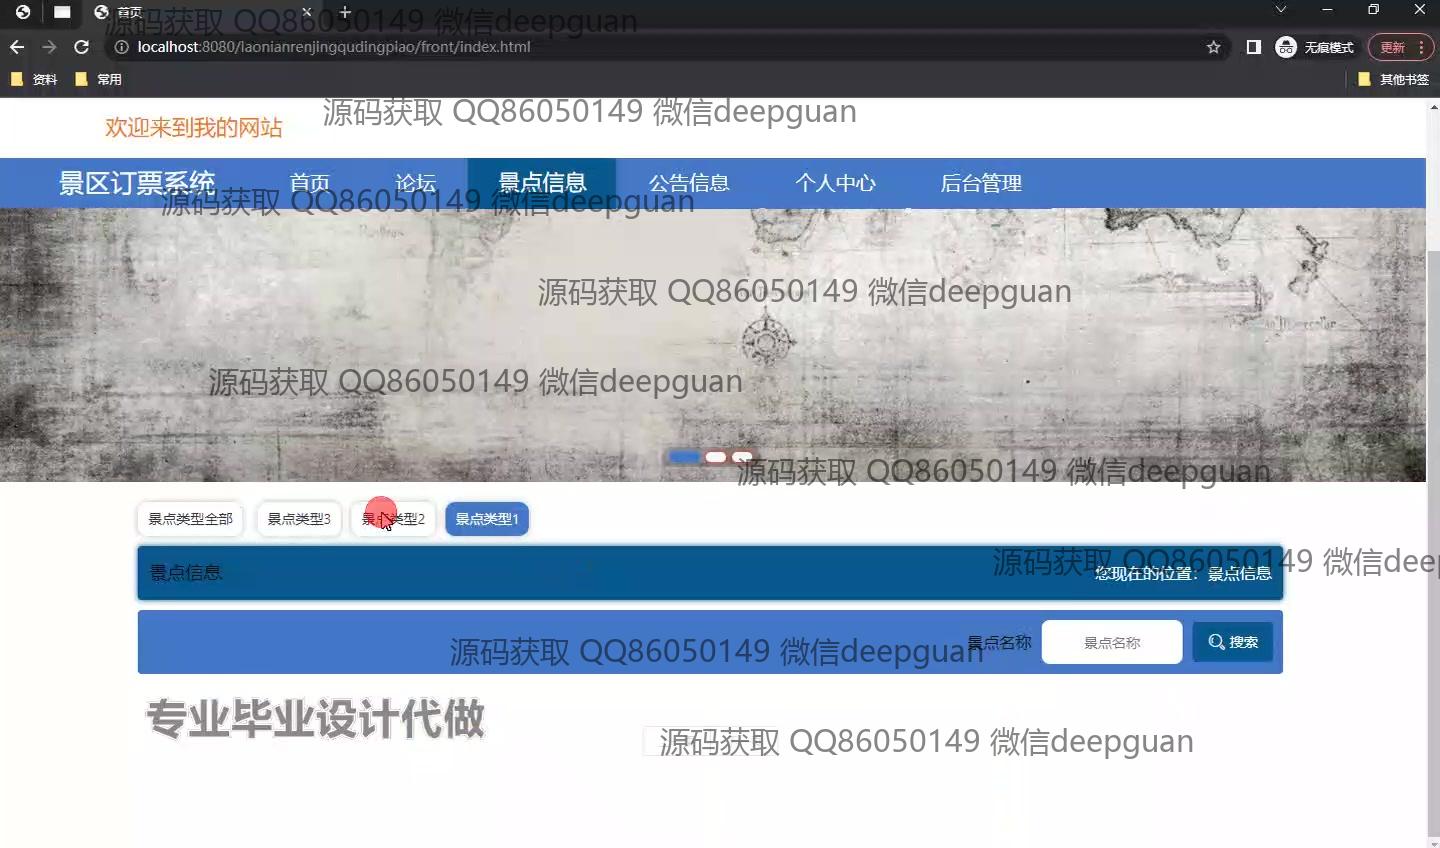 首页
源码获取 QQ86050149 微信deepguan
localhost:8080/laonianrenjingqudingpiao/front/index.html
无痕模式
更新
资料
常用
其他书签
源码获取 QQ86050149 微信deepguan
欢迎来到我的网站
景区订票系统 首页 论坛 景点信息 公告信息 个人中心 后台管理
源码获取 QQ86050149 微信deepguan
源码获取 QQ86050149 微信deepguan
源码获取 QQ86050149 微信deepguan
源码获取 QQ86050149 微信deepguan
景点类型全部 景点类型3 景点类型2 景点类型1
源码获取 QQ86050149 微信deep
景点信息 您现在的位置：景点信息
源码获取 QQ86050149 微信deepguan
景点名称 景点名称 搜索
专业毕业设计代做
源码获取 QQ86050149 微信deepguan